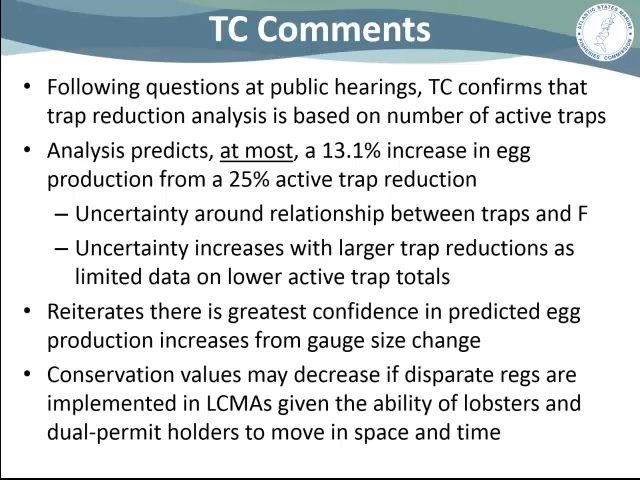 TC Comments
ATLANTIC STATES MARINE
FISHERIES COMMISSION
• Following questions at public hearings, TC confirms that
trap reduction analysis is based on number of active traps
• Analysis predicts, at most, a 13.1% increase in egg
production from a 25% active trap reduction
– Uncertainty around relationship between traps and F
– Uncertainty increases with larger trap reductions as
limited data on lower active trap totals
• Reiterates there is greatest confidence in predicted egg
production increases from gauge size change
• Conservation values may decrease if disparate regs are
implemented in LCMAs given the ability of lobsters and
dual-permit holders to move in space and time